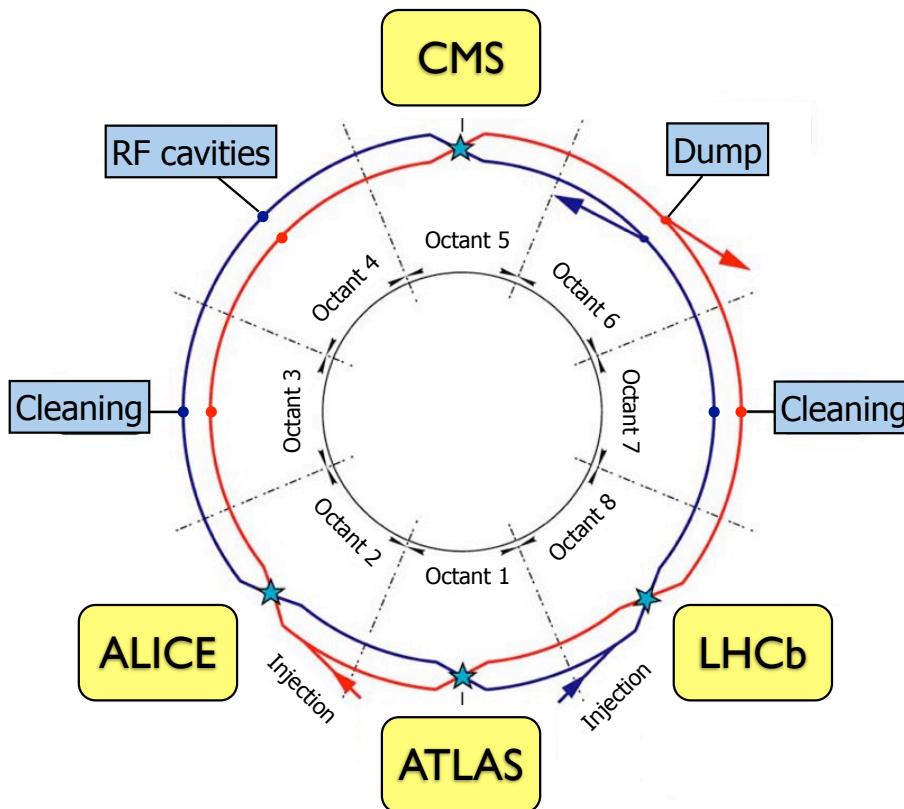 CMS
RF cavities
Dump
Octant 5
Octant 4
Octant 6
Cleaning
Octant 3
Octant 7
Cleaning
Octant 2
Octant 8
Octant 1
ALICE
LHCb
Injection
Injection
ATLAS